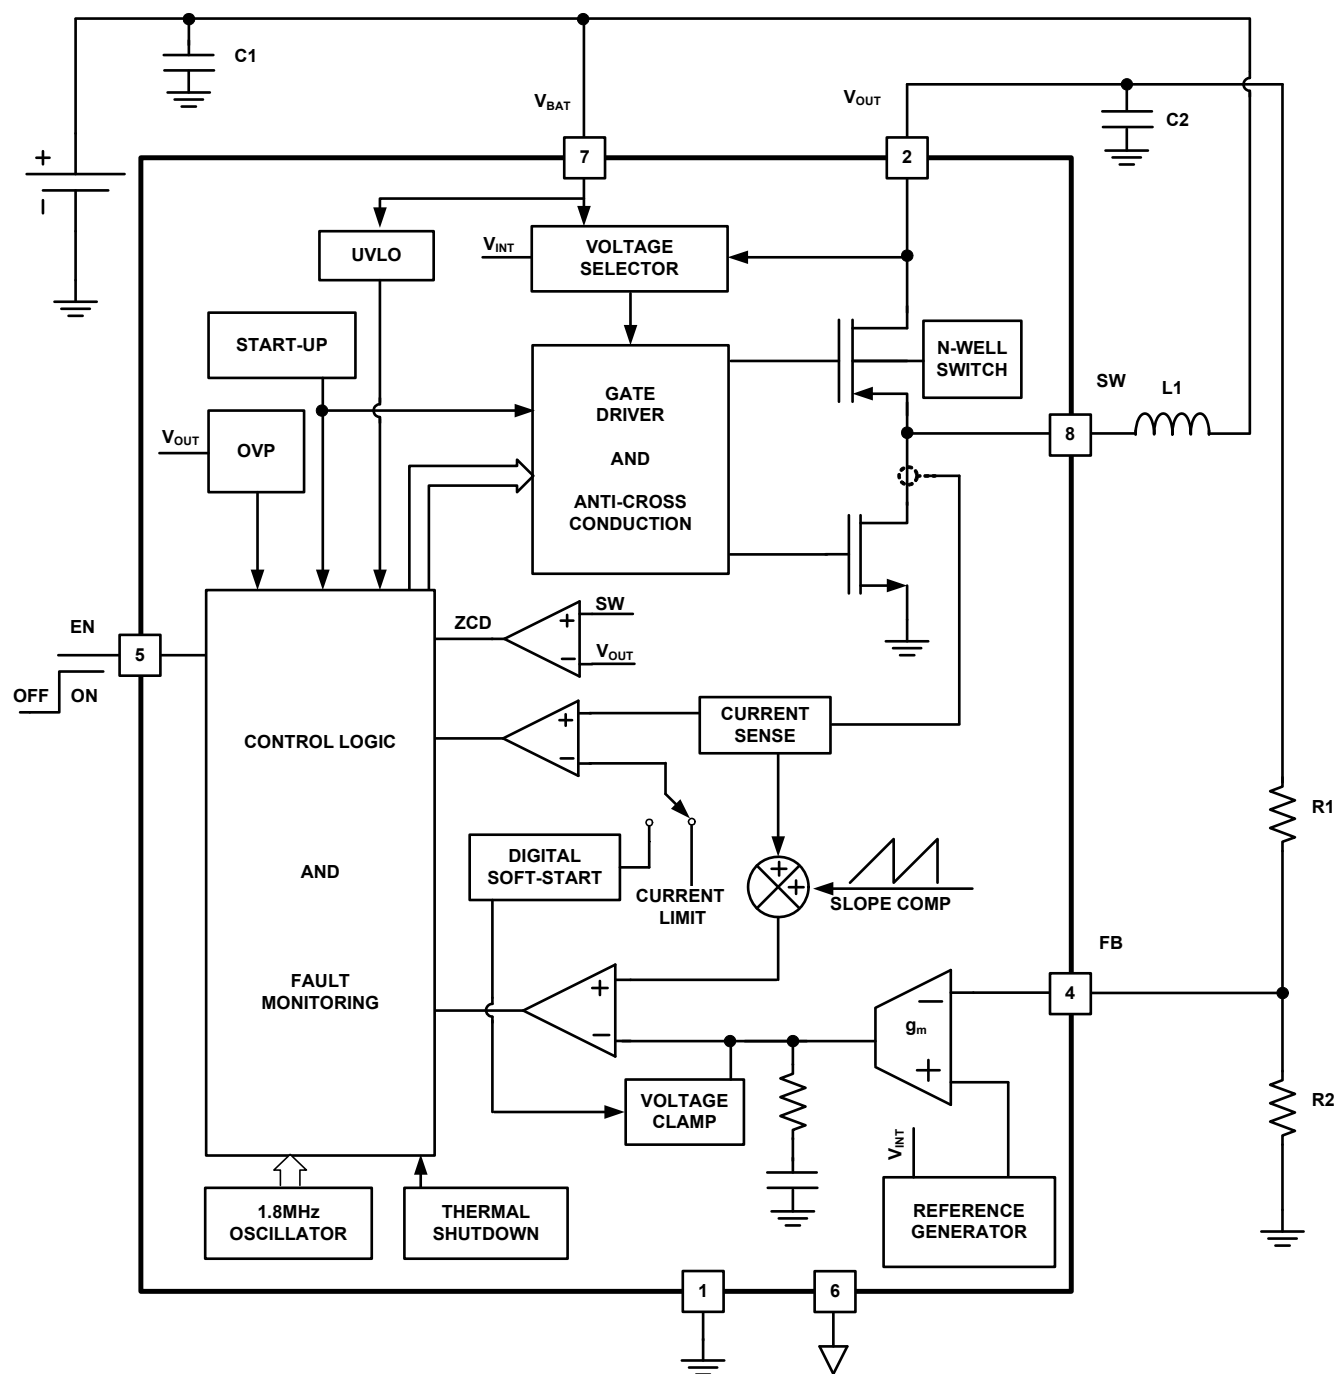 C1
VBAT
VOUT
C2
+
–
7
2
UVLO
VINT
VOLTAGE
SELECTOR
START-UP
N-WELL
SWITCH
GATE
DRIVER
AND
ANTI-CROSS
CONDUCTION
SW
L1
8
VOUT
OVP
EN
5
OFF
ON
ZCD
+
–
SW
VOUT
CONTROL LOGIC
AND
FAULT
MONITORING
+
–
CURRENT
SENSE
R1
DIGITAL
SOFT-START
CURRENT
LIMIT
+
+
SLOPE COMP
FB
4
+
–
–
gm
+
VOLTAGE
CLAMP
R2
VINT
REFERENCE
GENERATOR
1.8MHz
OSCILLATOR
THERMAL
SHUTDOWN
1
6